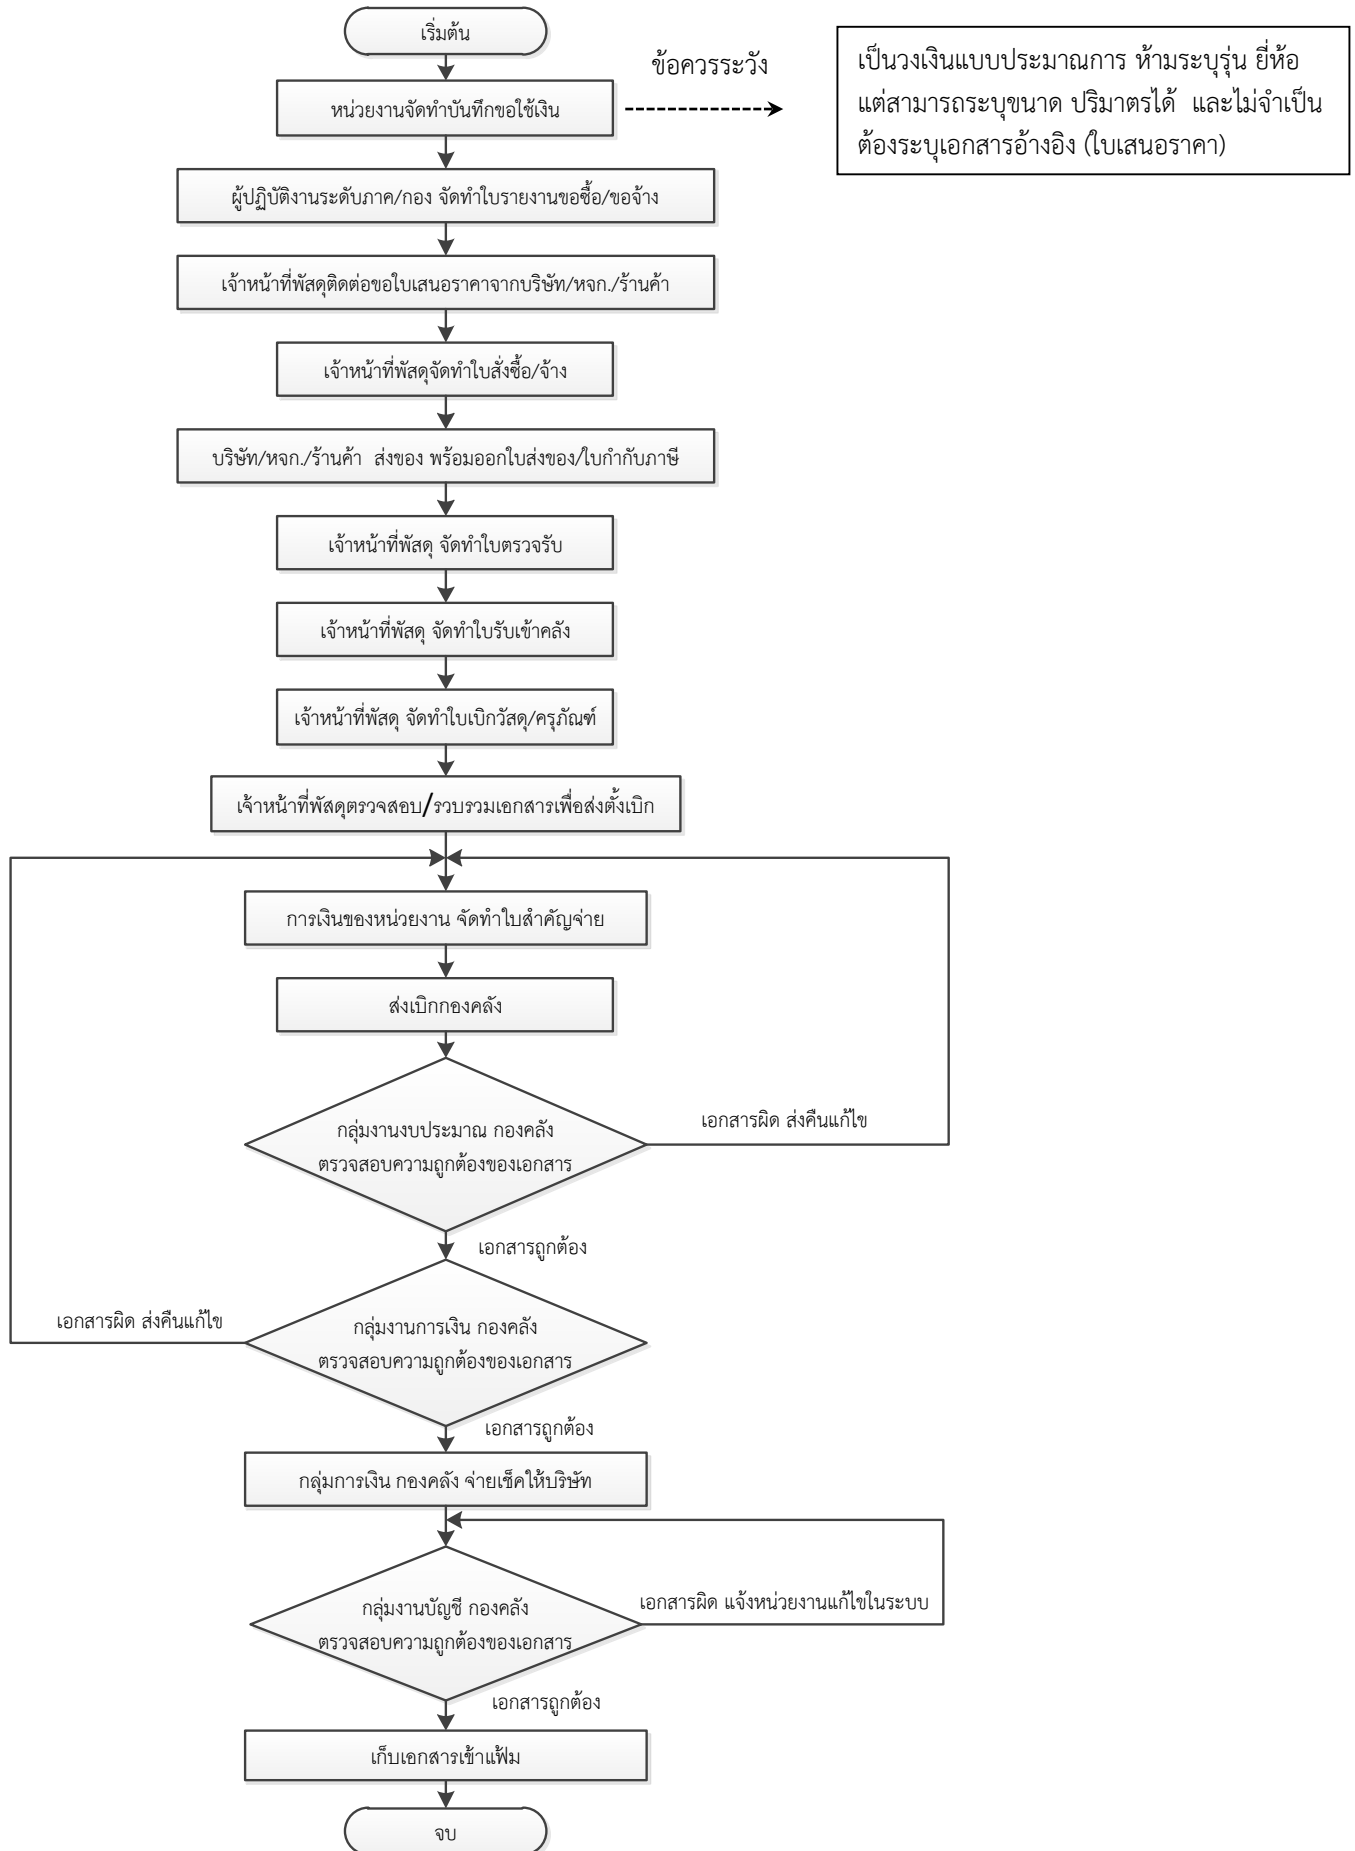 เริ่มต้น
ข้อควรระวัง
เป็นวงเงินแบบประมาณการ ห้ามระบุรุ่น ยี่ห้อ
แต่สามารถระบุขนาด ปริมาตรได้ และไม่จำเป็น
ต้องระบุเอกสารอ้างอิง (ใบเสนอราคา)
หน่วยงานจัดทำบันทึกขอใช้เงิน
ผู้ปฏิบัติงานระดับภาค/กอง จัดทำใบรายงานขอซื้อ/ขอจ้าง
เจ้าหน้าที่พัสดุติดต่อขอใบเสนอราคาจากบริษัท/หจก./ร้านค้า
เจ้าหน้าที่พัสดุจัดทำใบสั่งซื้อ/จ้าง
บริษัท/หจก./ร้านค้า ส่งของ พร้อมออกใบส่งของ/ใบกำกับภาษี
เจ้าหน้าที่พัสดุ จัดทำใบตรวจรับ
เจ้าหน้าที่พัสดุ จัดทำใบรับเข้าคลัง
เจ้าหน้าที่พัสดุ จัดทำใบเบิกวัสดุ/ครุภัณฑ์
เจ้าหน้าที่พัสดุตรวจสอบ/รวบรวมเอกสารเพื่อส่งตั้งเบิก
การเงินของหน่วยงาน จัดทำใบสำคัญจ่าย
ส่งเบิกกองคลัง
เอกสารผิด ส่งคืนแก้ไข
กลุ่มงานงบประมาณ กองคลัง
ตรวจสอบความถูกต้องของเอกสาร
เอกสารถูกต้อง
เอกสารผิด ส่งคืนแก้ไข
กลุ่มงานการเงิน กองคลัง
ตรวจสอบความถูกต้องของเอกสาร
เอกสารถูกต้อง
กลุ่มการเงิน กองคลัง จ่ายเช็คให้บริษัท
เอกสารผิด แจ้งหน่วยงานแก้ไขในระบบ
กลุ่มงานบัญชี กองคลัง
ตรวจสอบความถูกต้องของเอกสาร
เอกสารถูกต้อง
เก็บเอกสารเข้าแฟ้ม
จบ